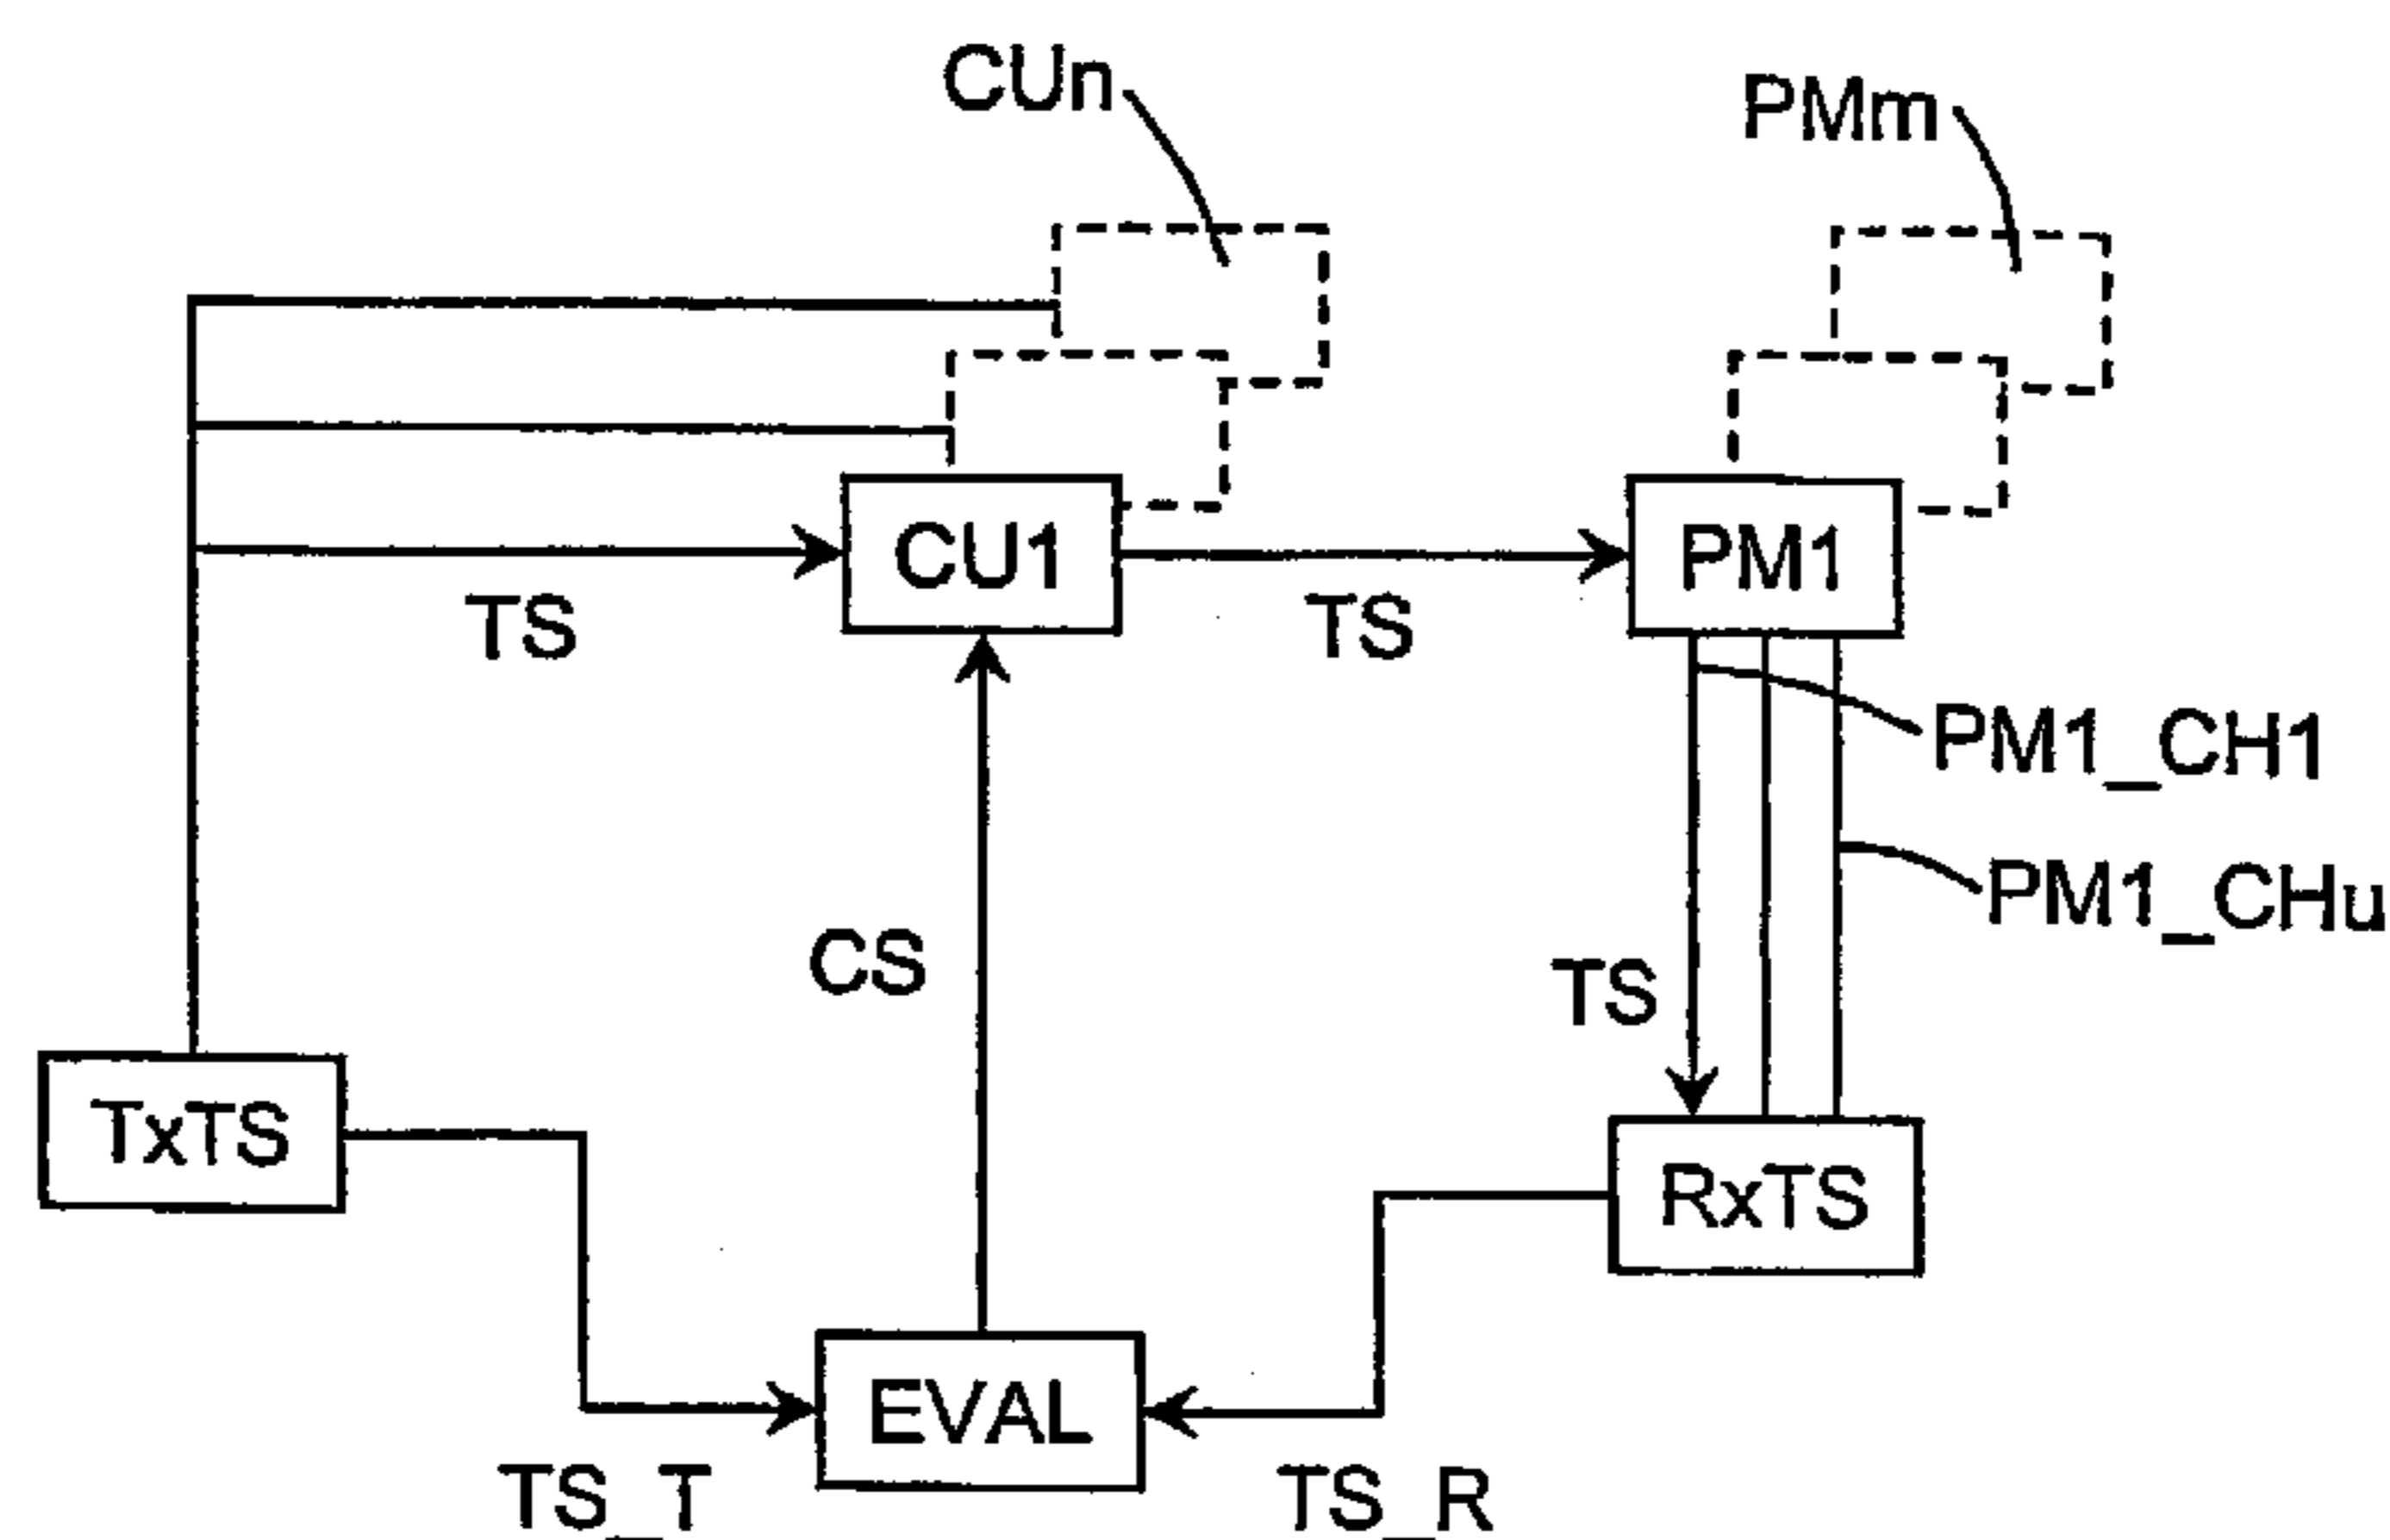 CUn
PMm
CU1
PM1
TS
TS
PM1_CH1
PM1_CHu
CS
TS
TxTS
RxTS
EVAL
TS_T
TS_R